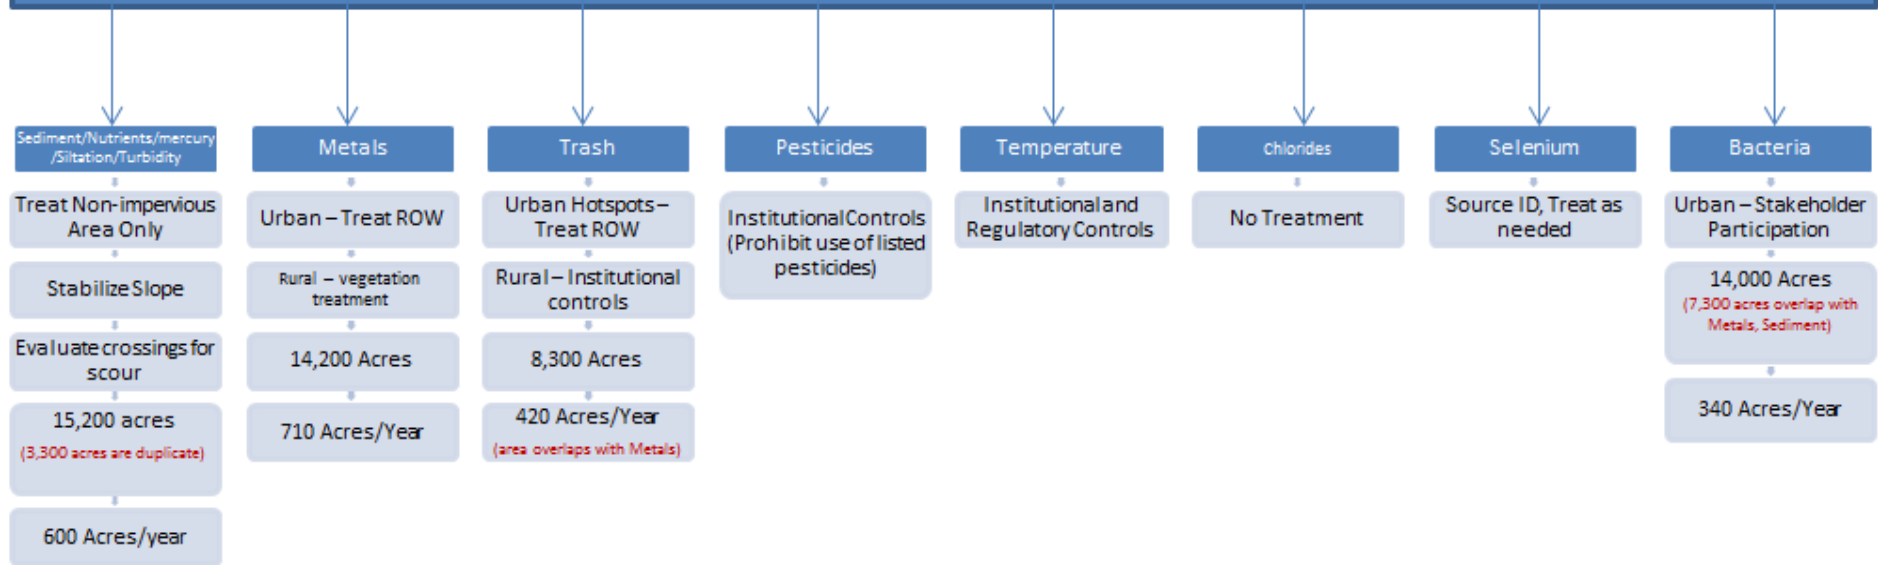 Sediment/Nutrients/mercury
/Siltation/Turbidity
Treat Non-impervious
Area Only
Stabilize Slope
Evaluate crossings for
scour
15,200 acres
(3,300 acres are duplicate)
600 Acres/year
Metals
Urban – Treat ROW
Rural – vegetation
treatment
14,200 Acres
710 Acres/Year
Trash
Urban Hotspots –
Treat ROW
Rural – Institutional
controls
8,300 Acres
420 Acres/Year
(area overlaps with Metals)
Pesticides
Institutional Controls
(Prohibit use of listed
pesticides)
Temperature
Institutional and
Regulatory Controls
Chlorides
No Treatment
Selenium
Source ID, Treat as
needed
Bacteria
Urban – Stakeholder
Participation
14,000 Acres
(7,300 acres overlap with
Metals, Sediment)
340 Acres/Year